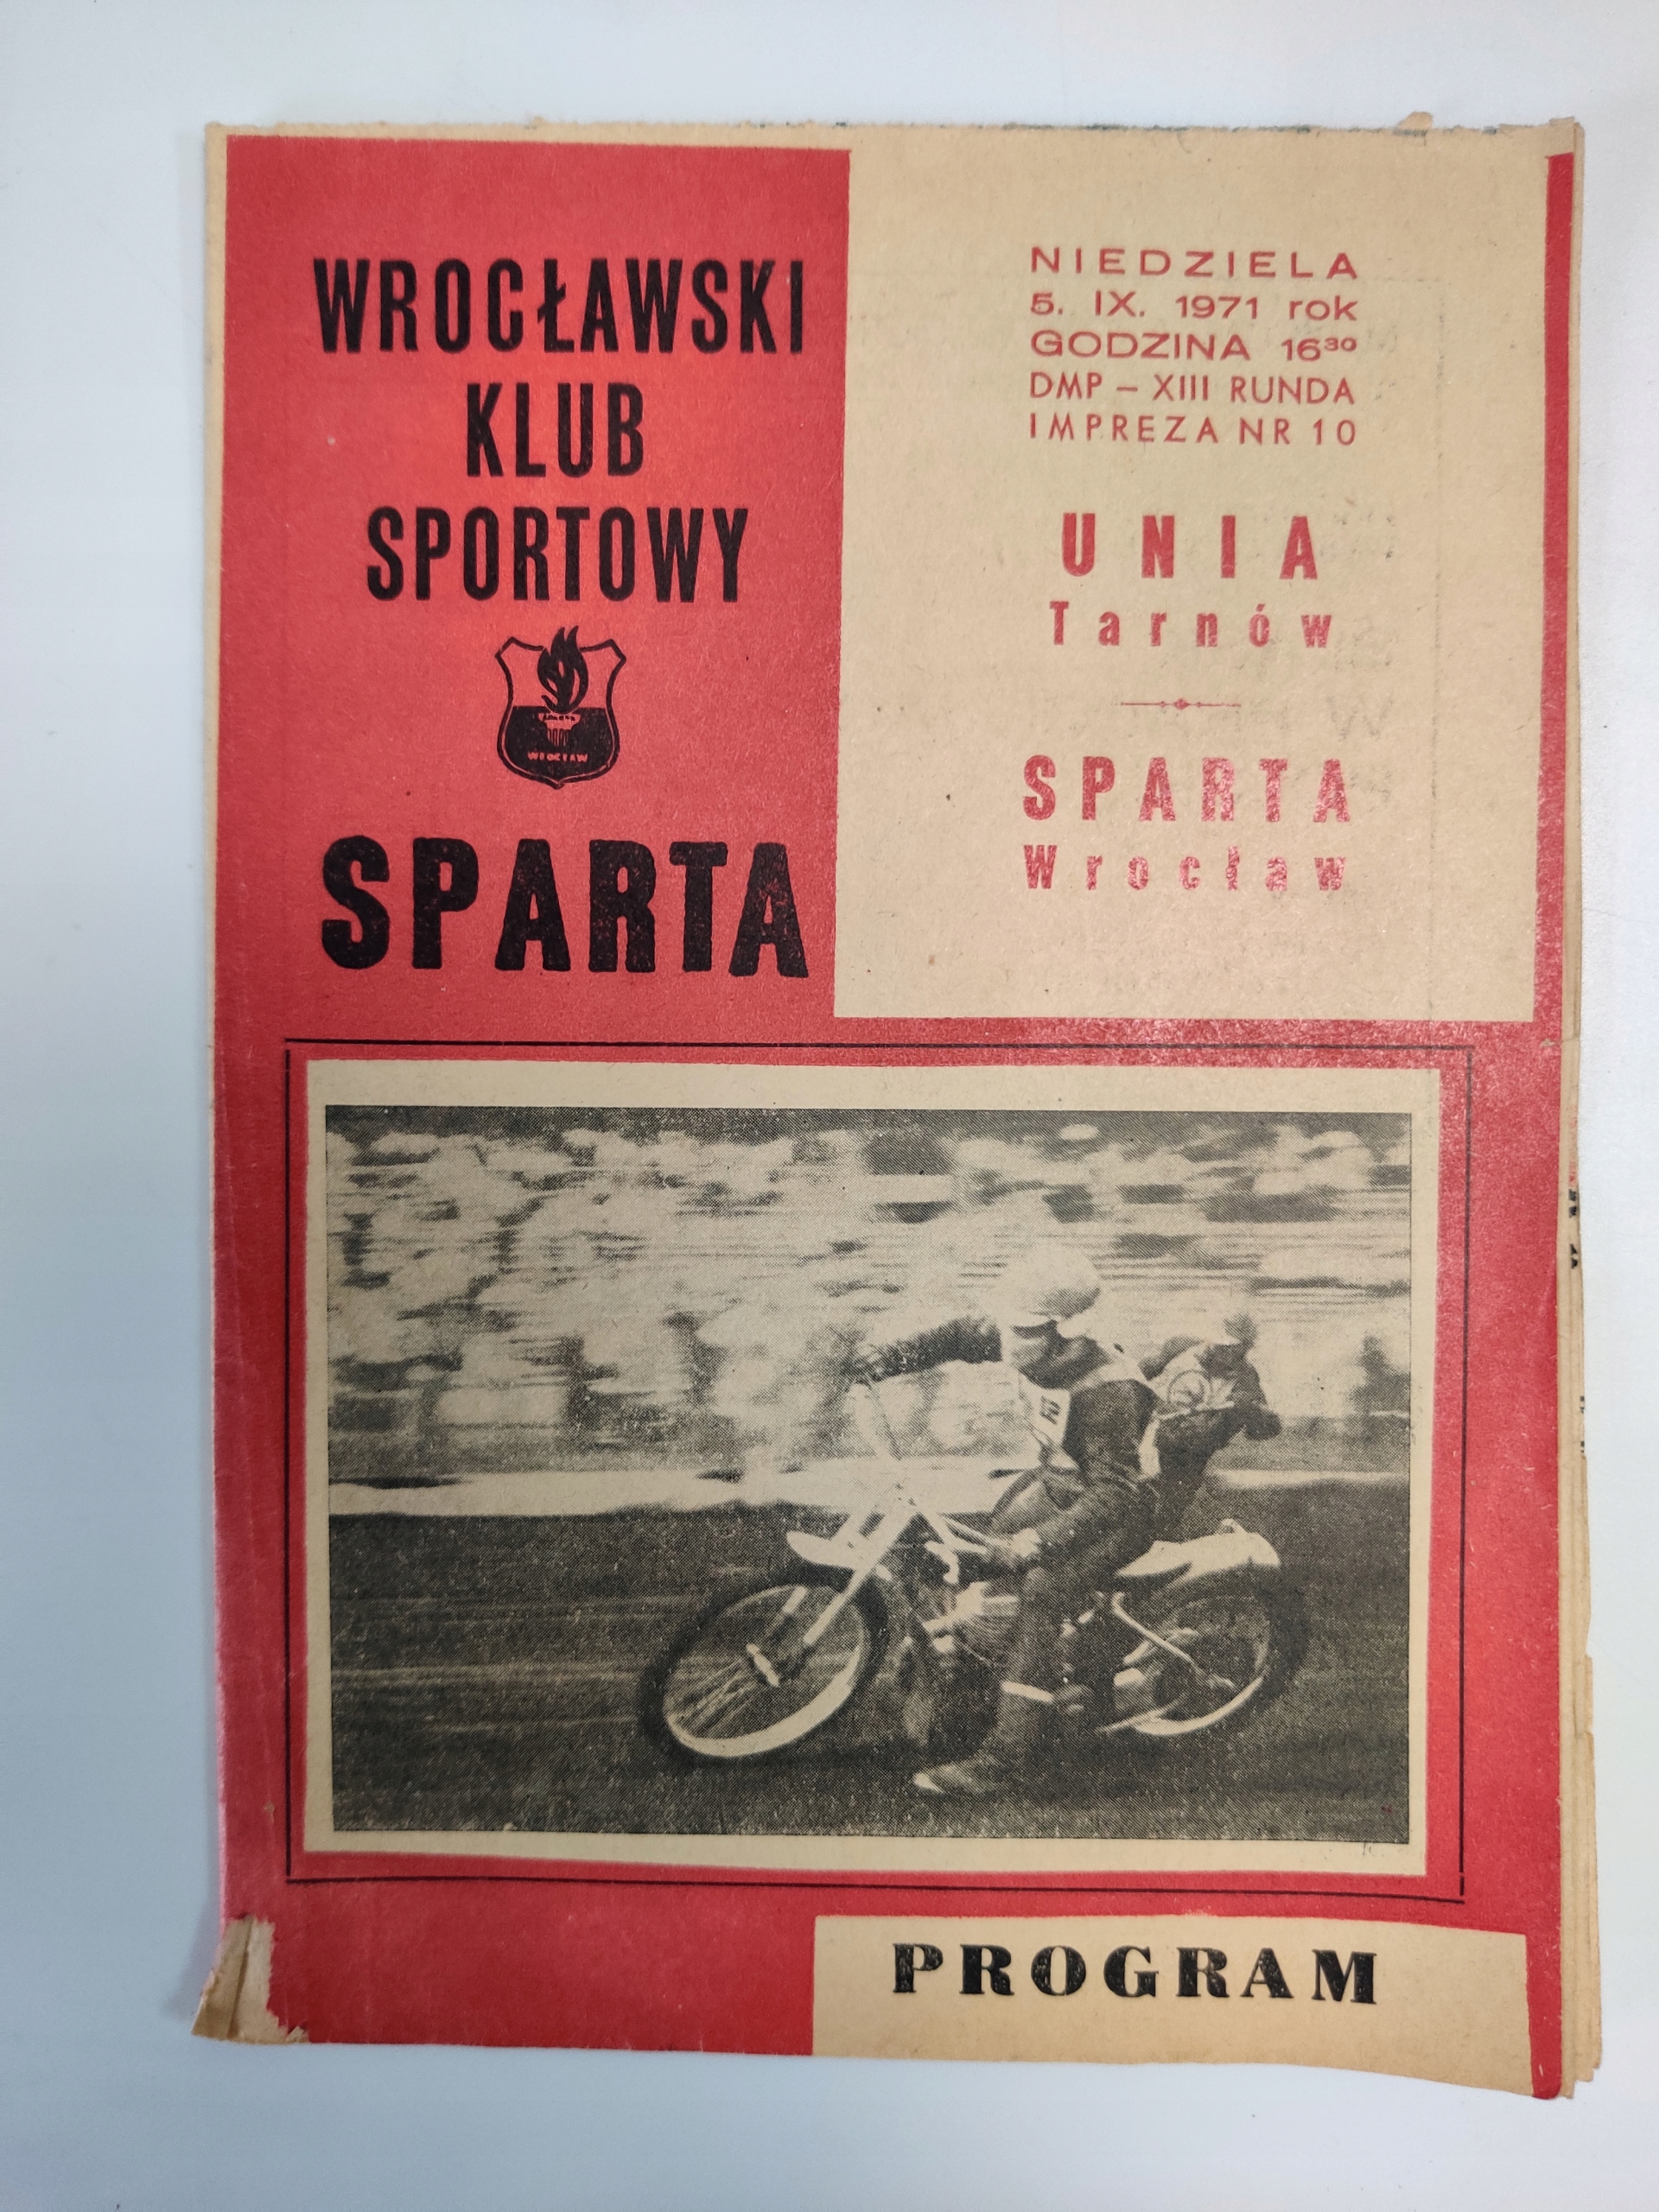 WROCŁAWSKI
KLUB
SPORTOWY
WROCŁAW
SPARTA
NIEDZIELA
5. IX. 1971 rok
GODZINA 16³⁰
DMP – XIII RUNDA
IMPREZA NR 10
UNIA
Tarnów
SPARTA
Wrocław
PROGRAM